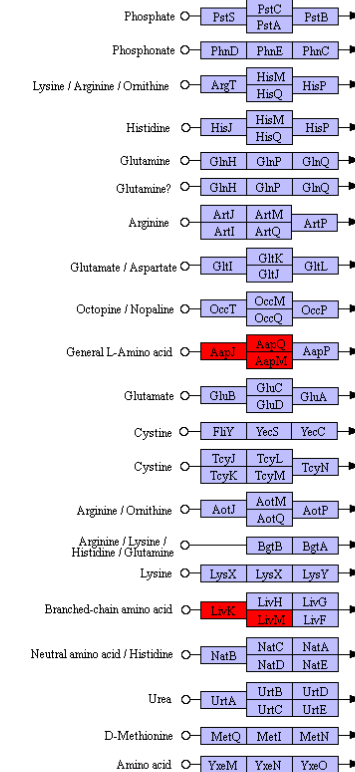 Phosphate PstS PstC PstA PstB
Phosphonate PhnD PhnE PhnC
Lysine / Arginine / Ornithine ArgT HisM HisQ HisP
Histidine HisJ HisM HisQ HisP
Glutamine GlnH GlnP GlnQ
Glutamine? GlnH GlnP GlnQ
Arginine ArtJ ArtI ArtM ArtQ ArtP
Glutamate / Aspartate GltI GltK GltJ GltL
Octopine / Nopaline OccT OccM OccQ OccP
General L-Amino acid AapJ AapQ AapM AapP
Glutamate GluB GluC GluD GluA
Cystine FliY YecS YecC
Cystine TcyJ TcyK TcyL TcyM TcyN
Arginine / Ornithine AotJ AotM AotQ AotP
Arginine / Lysine /
Histidine / Glutamine BgtB BgtA
Lysine LysX LysX LysY
Branched-chain amino acid LivK LivH LivM LivG LivF
Neutral amino acid / Histidine NatB NatC NatD NatA NatE
Urea UrtA UrtB UrtC UrtD UrtE
D-Methionine MetQ MetI MetN
Amino acid YxeM YxeN YxeO